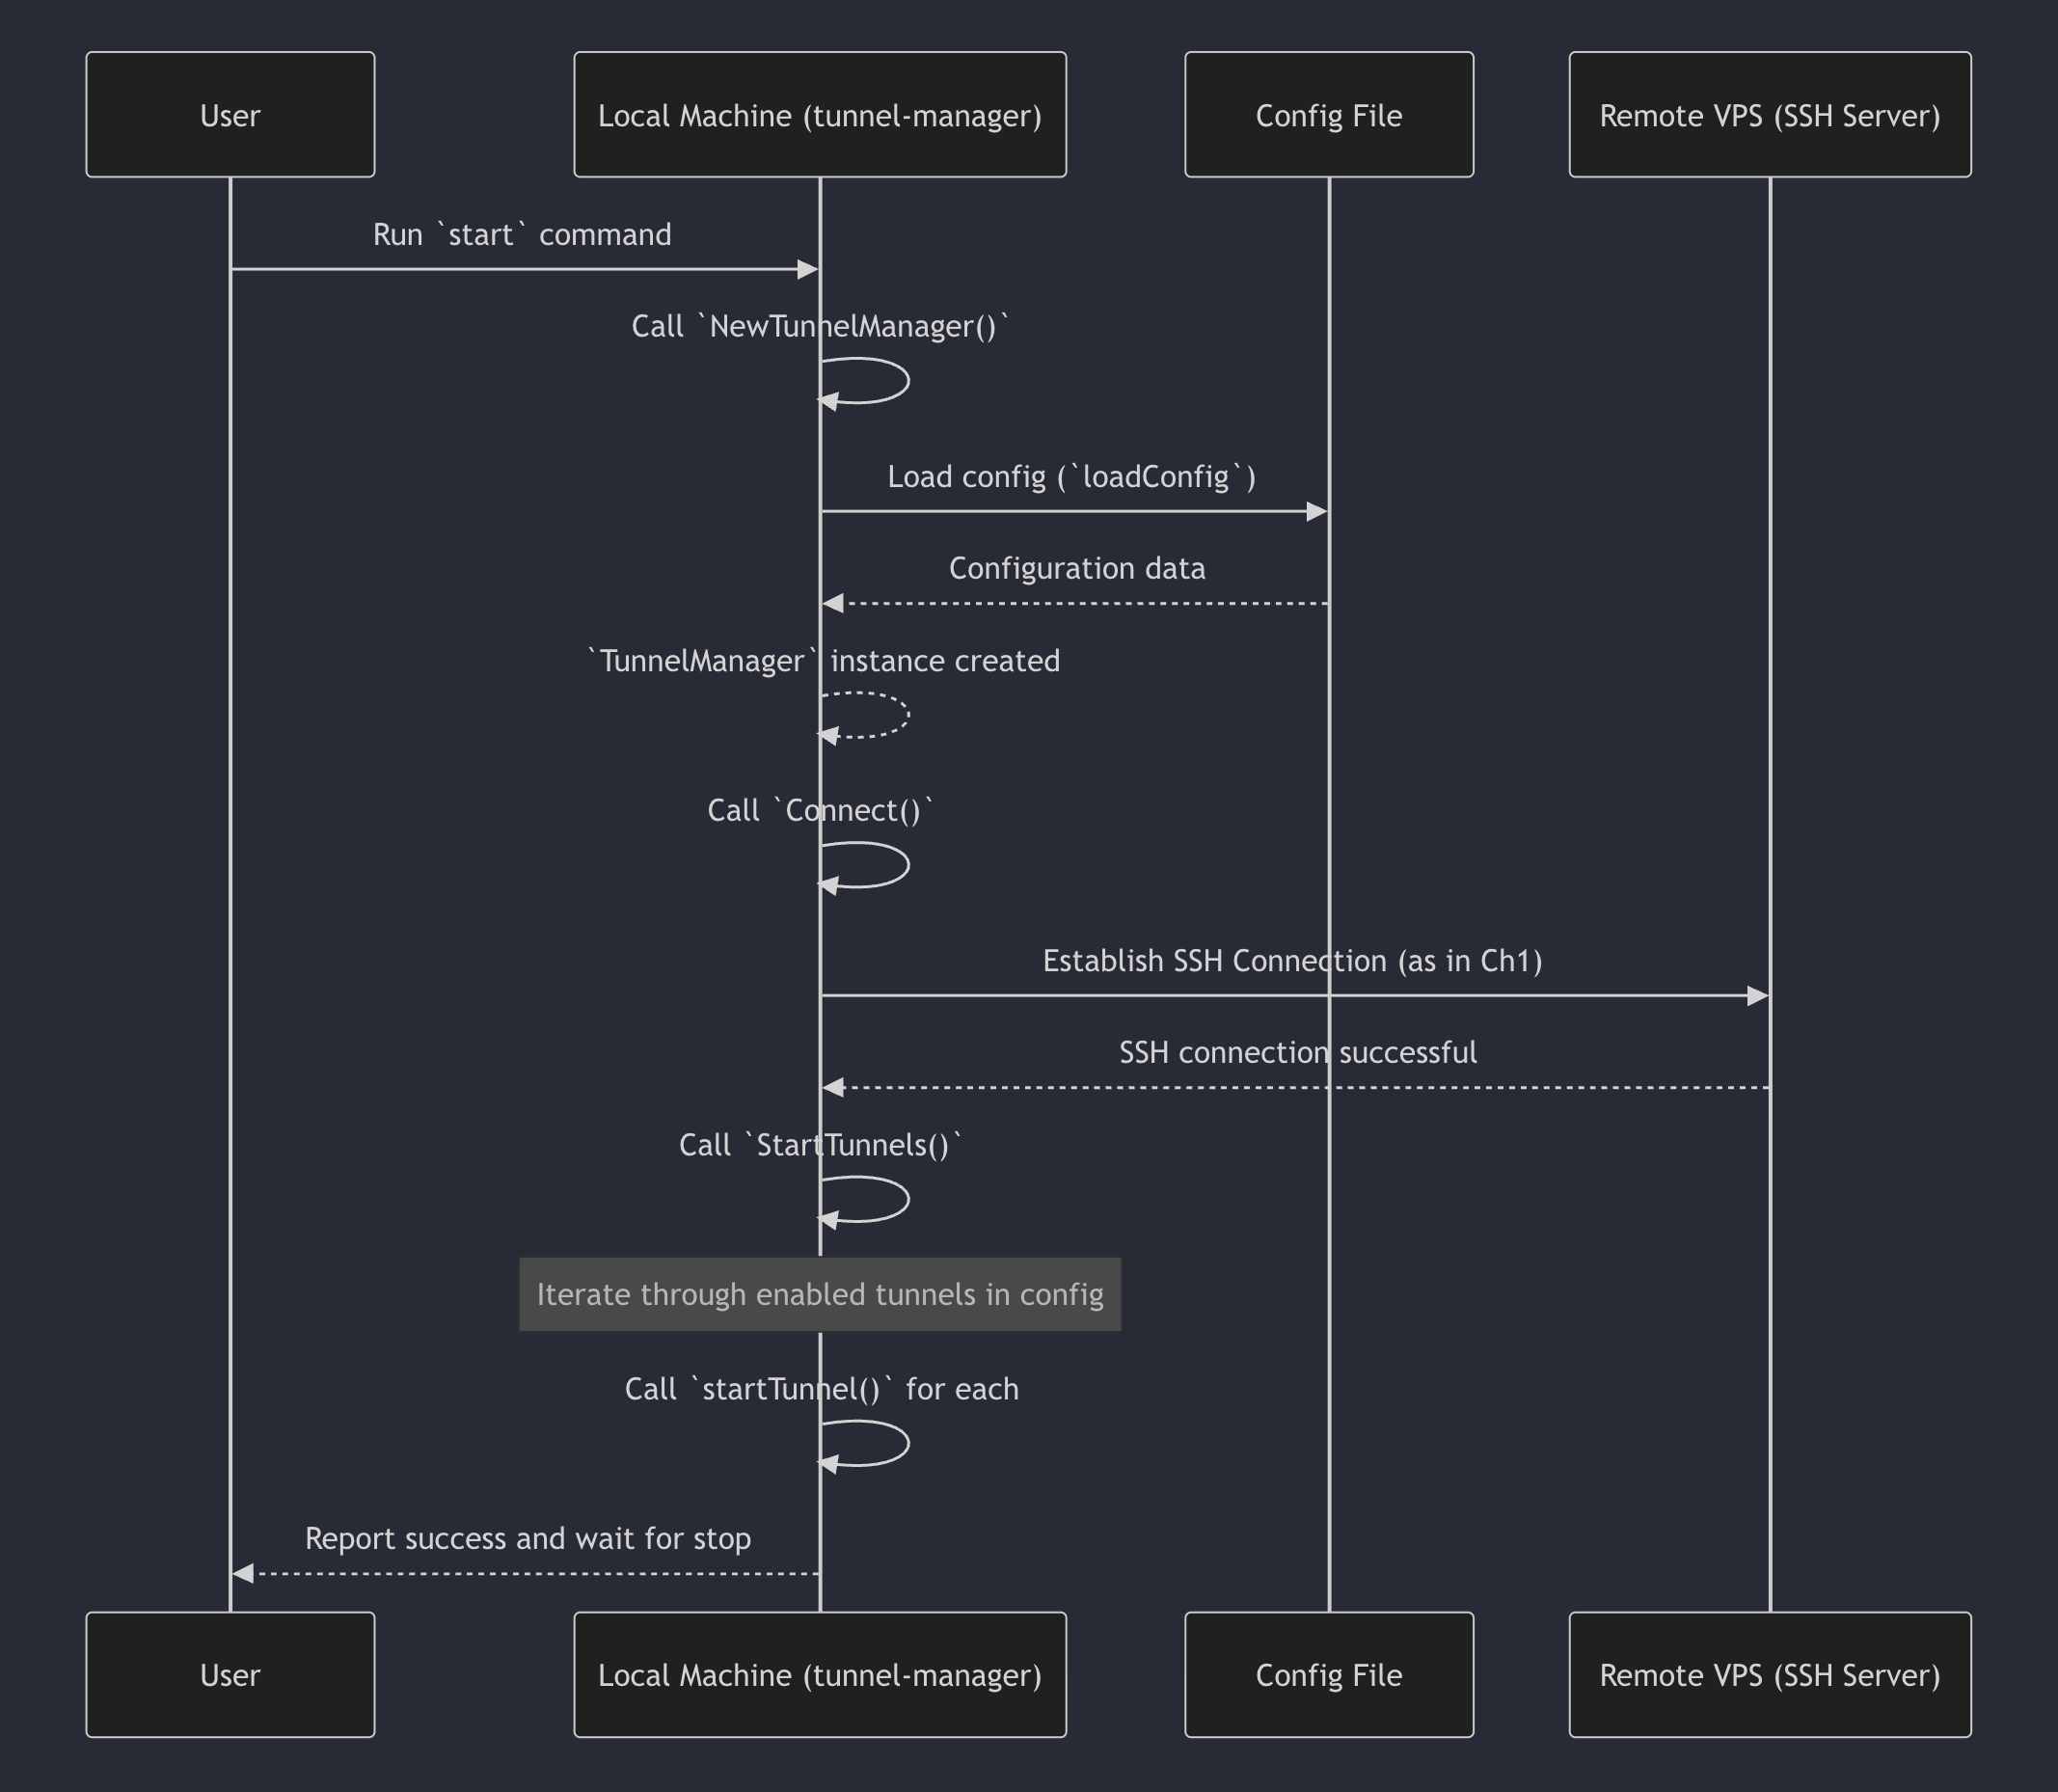 User
Local Machine (tunnel-manager)
Config File
Remote VPS (SSH Server)
Run `start` command
Call `NewTunnelManager()`
Load config (`loadConfig`)
Configuration data
`TunnelManager` instance created
Call `Connect()`
Establish SSH Connection (as in Ch1)
SSH connection successful
Call `StartTunnels()`
Iterate through enabled tunnels in config
Call `startTunnel()` for each
Report success and wait for stop
User
Local Machine (tunnel-manager)
Config File
Remote VPS (SSH Server)